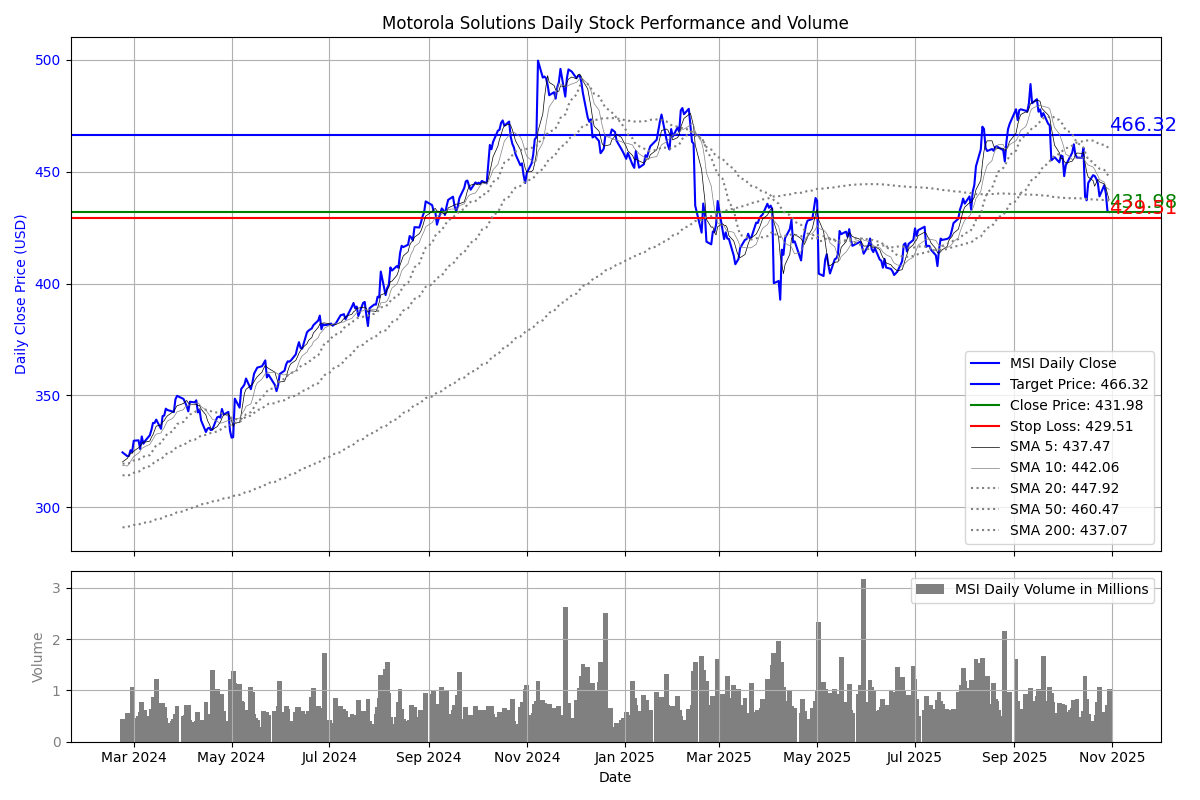 Motorola Solutions Daily Stock Performance and Volume
Daily Close Price (USD)
500
450
400
350
300
466.32
431.98
429.51
MSI Daily Close
Target Price: 466.32
Close Price: 431.98
Stop Loss: 429.51
SMA 5: 437.47
SMA 10: 442.06
SMA 20: 447.92
SMA 50: 460.47
SMA 200: 437.07
Volume
3
2
1
0
MSI Daily Volume in Millions
Mar 2024 May 2024 Jul 2024 Sep 2024 Nov 2024 Jan 2025 Mar 2025 May 2025 Jul 2025 Sep 2025 Nov 2025
Date